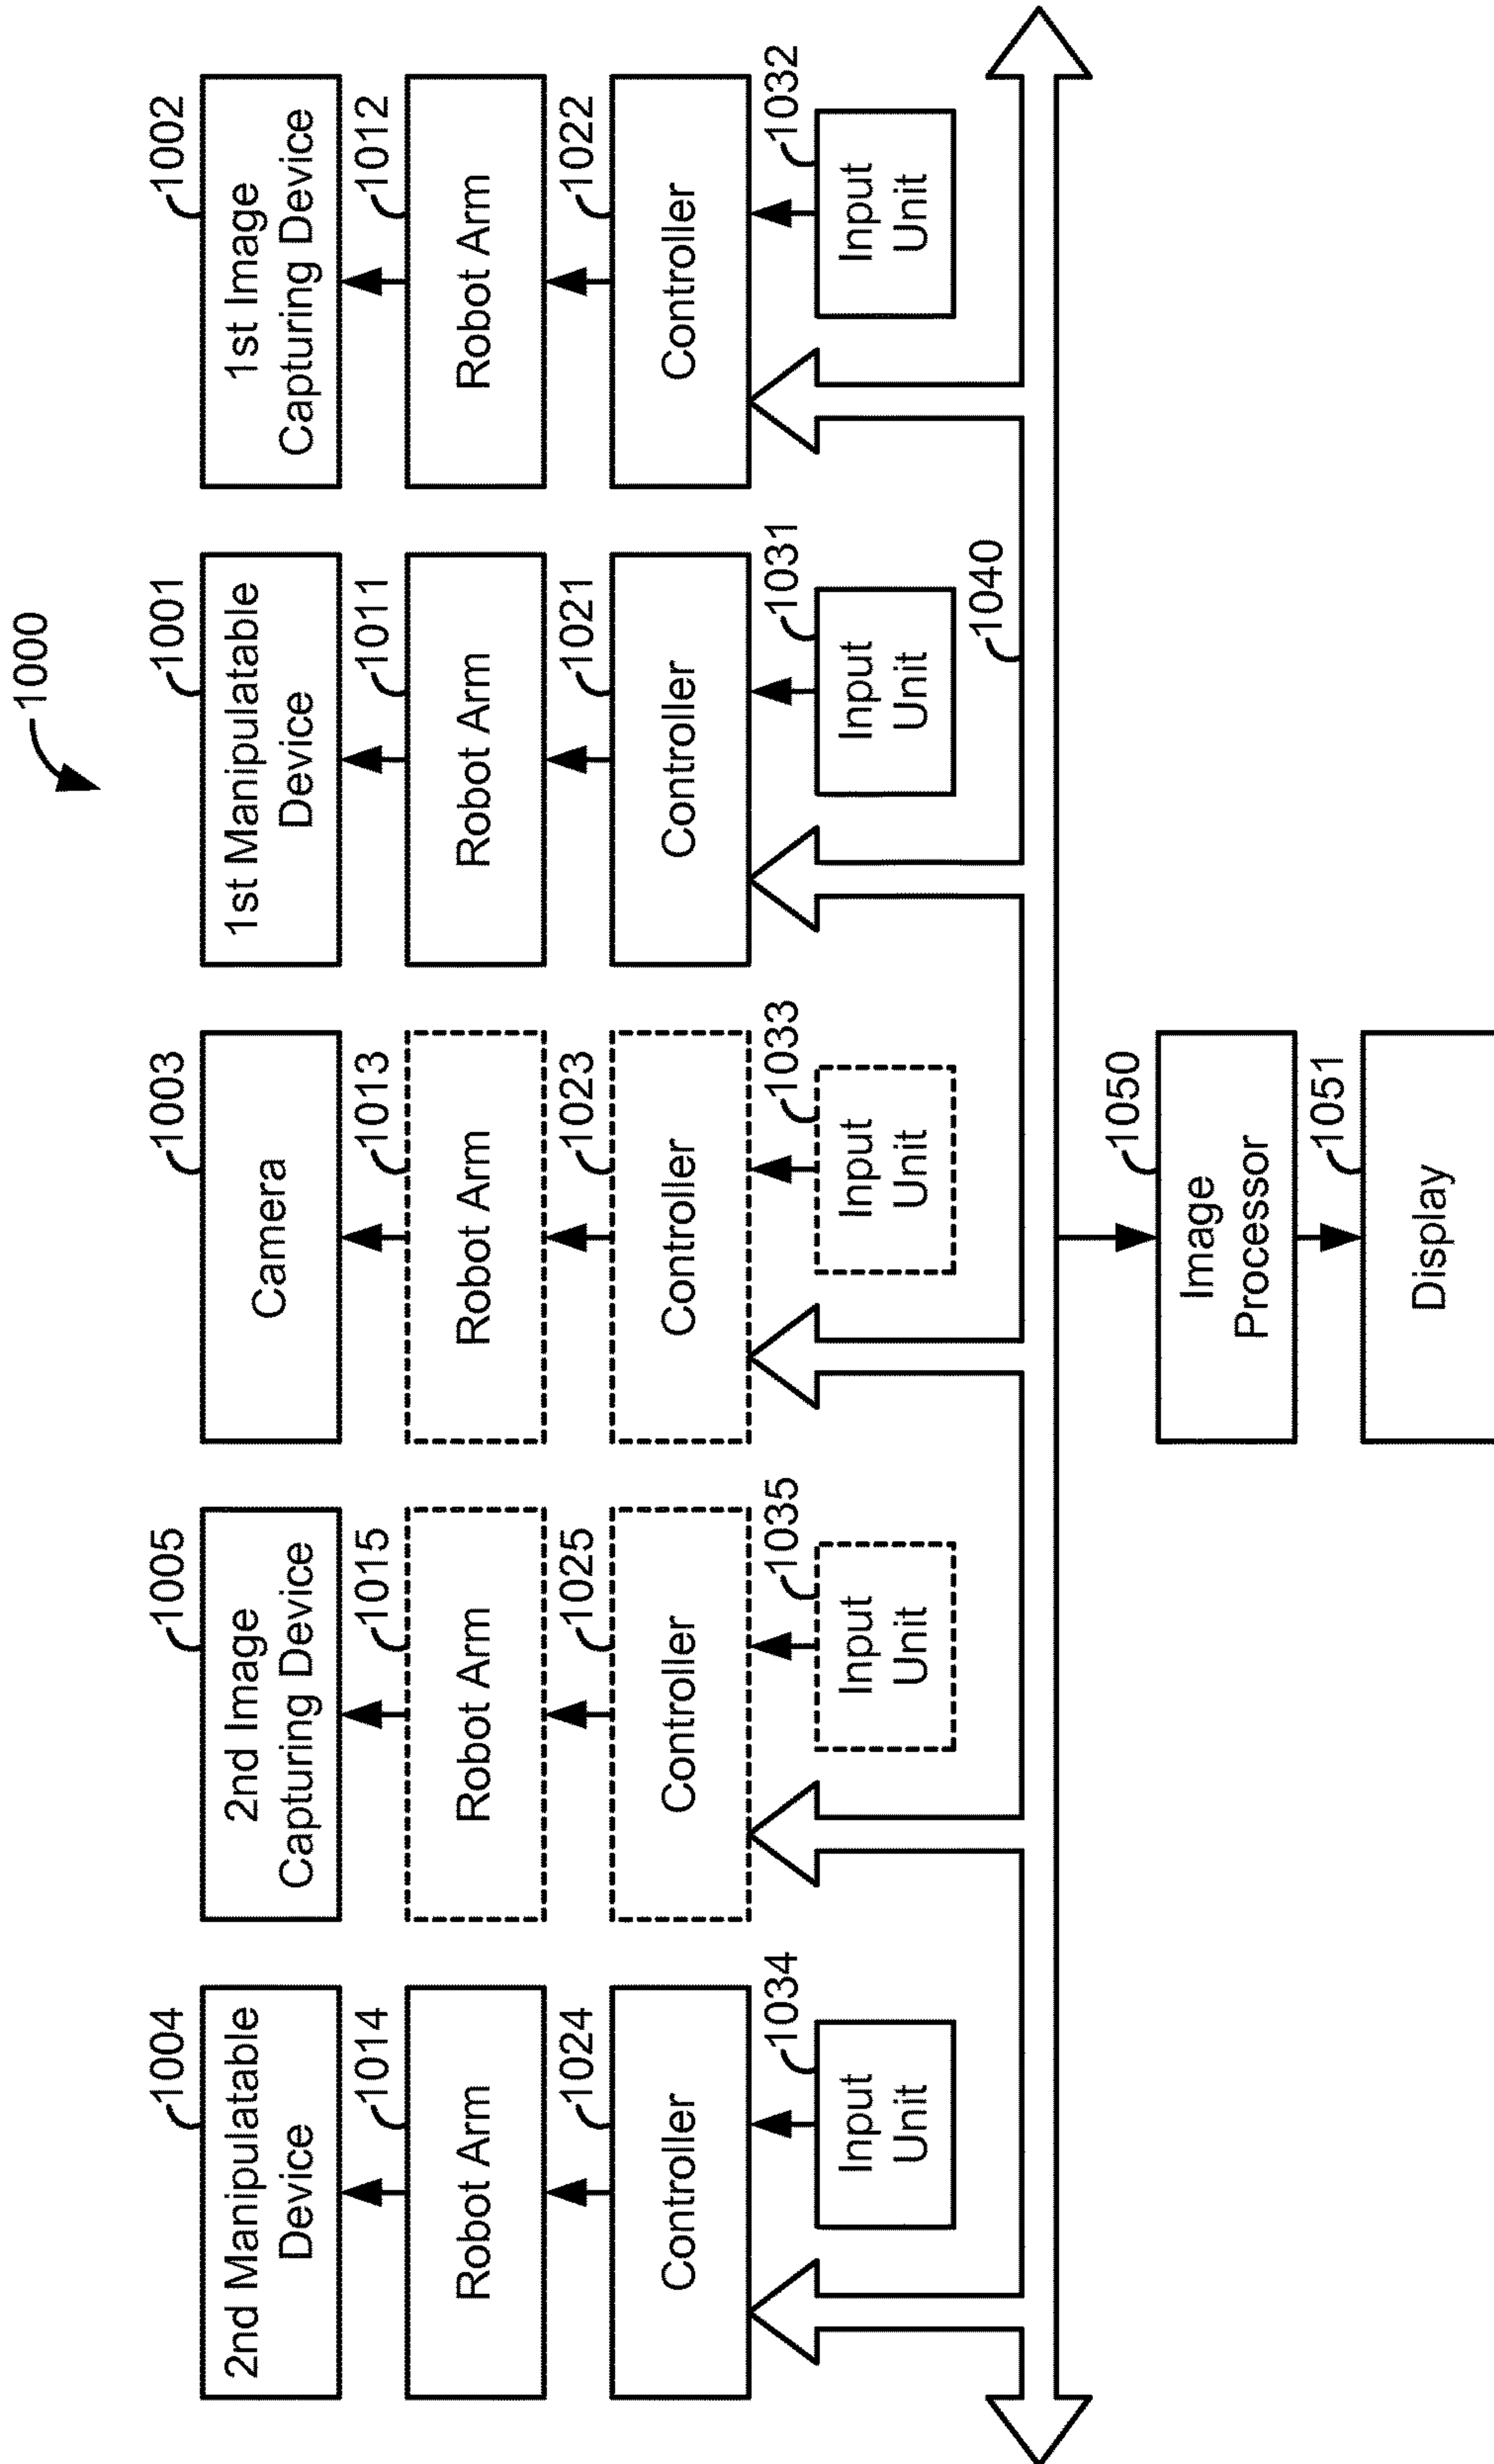 1000
1004
1005
1003
1001
1002
2nd Manipulatable
Device
2nd Image
Capturing Device
Camera
1st Manipulatable
Device
1st Image
Capturing Device
1014
1015
1013
1011
1012
Robot Arm
Robot Arm
Robot Arm
Robot Arm
Robot Arm
1024
1025
1023
1021
1022
Controller
Controller
Controller
Controller
Controller
1034
1035
1033
1031
1032
Input
Unit
Input
Unit
Input
Unit
Input
Unit
Input
Unit
1040
1050
Image
Processor
1051
Display